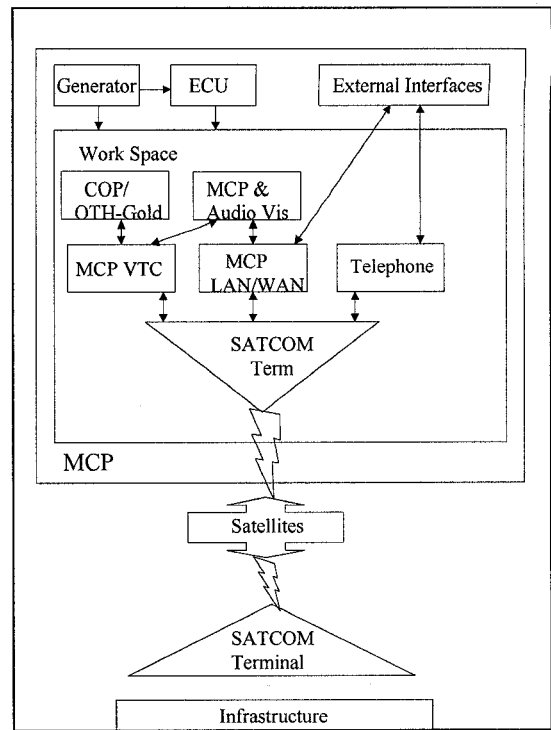 Generator
ECU
External Interfaces
Work Space
COP/
OTH-Gold
MCP &
Audio Vis
MCP VTC
MCP
LAN/WAN
Telephone
SATCOM
Term
MCP
Satellites
SATCOM
Terminal
Infrastructure